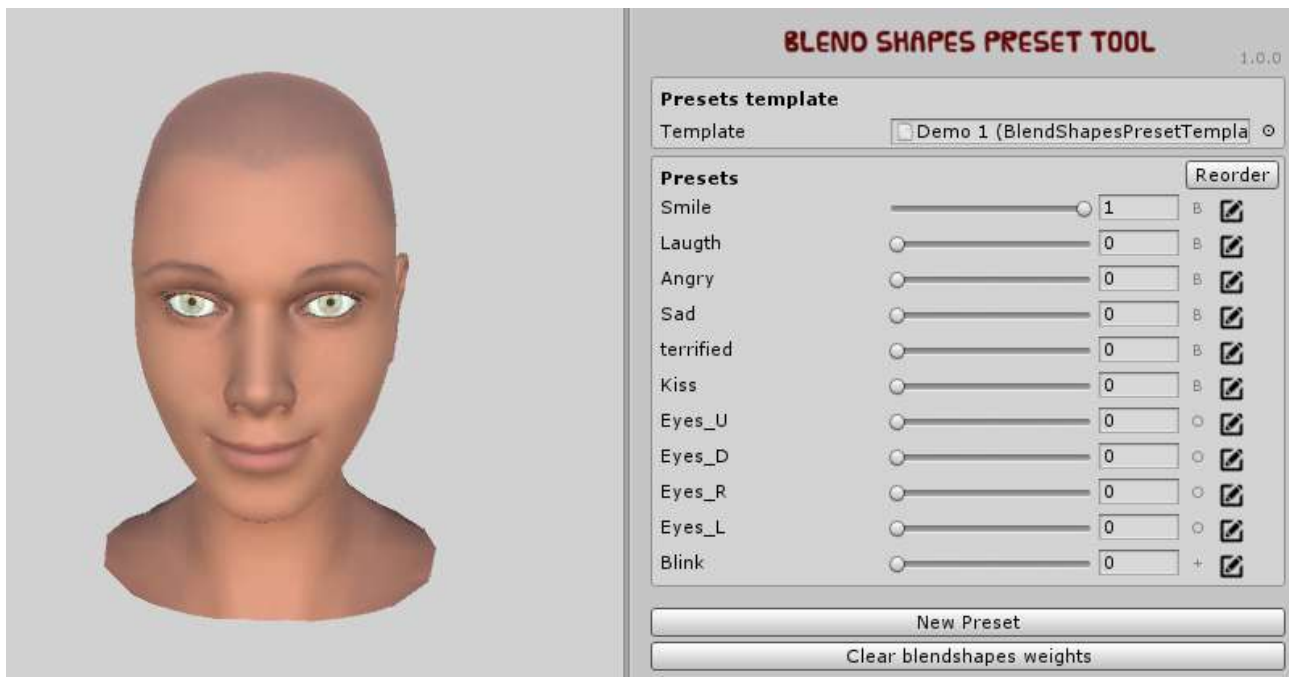 BLEND SHAPES PRESET TOOL
1.0.0
Presets template
Template Demo 1 (BlendShapesPresetTempla
Presets Reorder
Smile 1 B
Laugth 0 B
Angry 0 B
Sad 0 B
terrified 0 B
Kiss 0 B
Eyes_U 0 O
Eyes_D 0 O
Eyes_R 0 O
Eyes_L 0 O
Blink 0 +
New Preset
Clear blendshapes weights